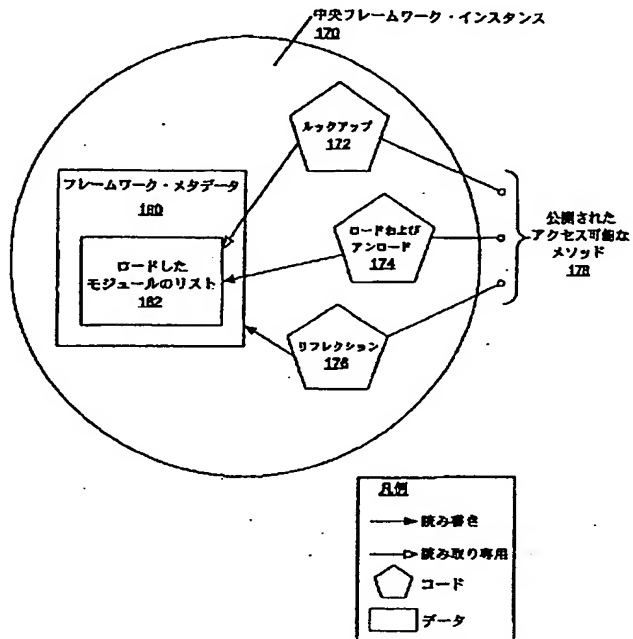 中央フレームワーク・インスタンス
170
ルックアップ
172
フレームワーク・メタデータ
180
ロードした
モジュールのリスト
182
ロードおよび
アンロード
174
リフレクション
176
公開された
アクセス可能な
メソッド
178
凡例
読み書き
読み取り専用
コード
データ